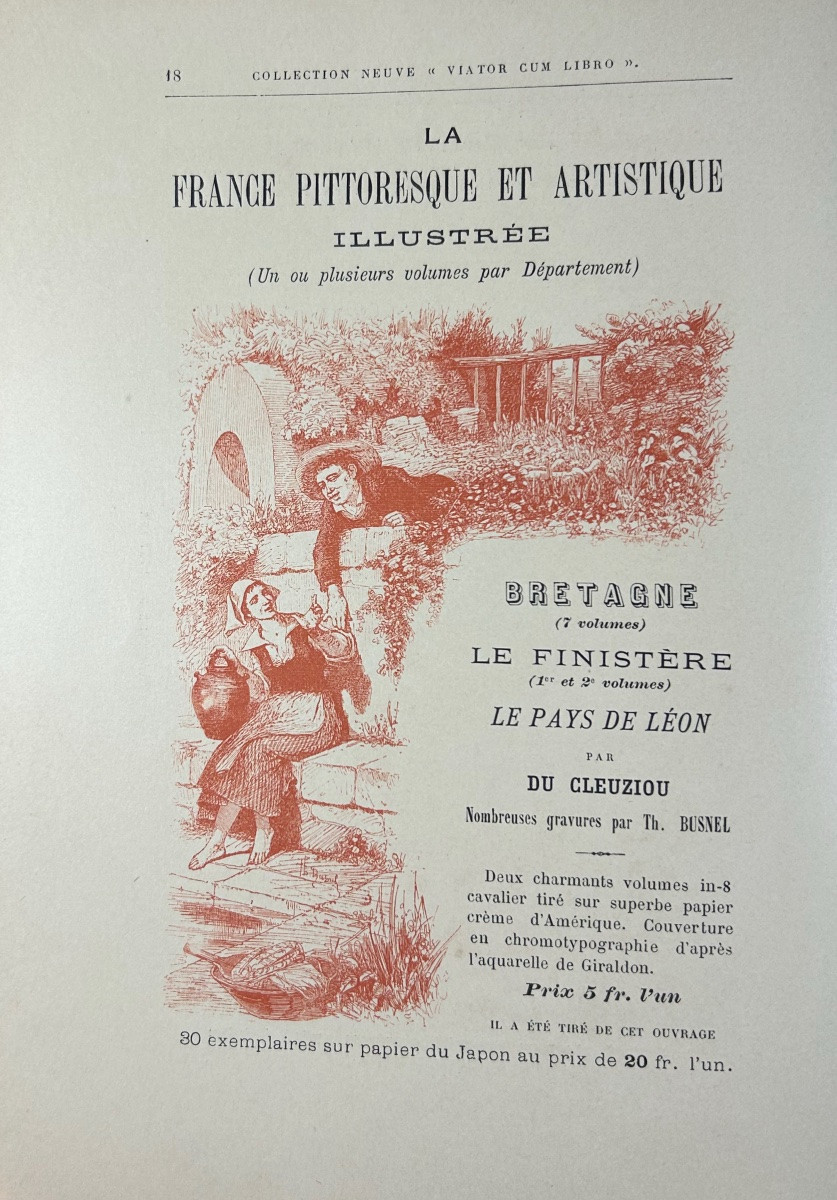 18 COLLECTION NEUVE « VIATOR CUM LIBRO ».
LA
FRANCE PITTORESQUE ET ARTISTIQUE
ILLUSTRÉE
(Un ou plusieurs volumes par Département)
BRETAGNE
(7 volumes)
LE FINISTÈRE
(1er et 2e volumes)
LE PAYS DE LÉON
PAR
DU CLEUZIOU
Nombreuses gravures par Th. BUSNEL
Deux charmants volumes in-8
cavalier tiré sur superbe papier
crème d'Amérique. Couverture
en chromotypographie d'après
l'aquarelle de Giraldon.
Prix 5 fr. l'un
IL A ÉTÉ TIRÉ DE CET OUVRAGE
30 exemplaires sur papier du Japon au prix de 20 fr. l'un.
Th Busnel